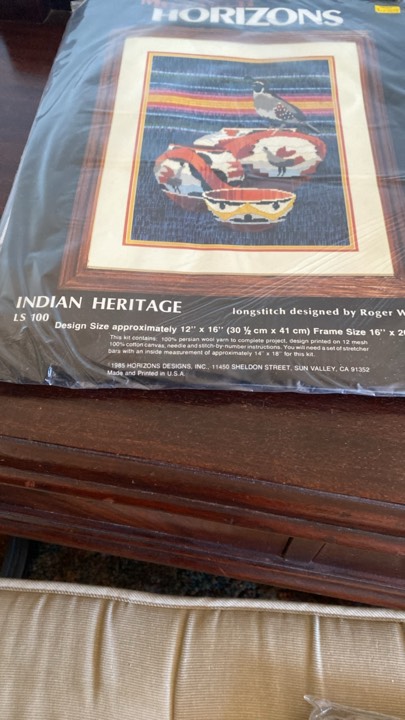 HORIZONS
INDIAN HERITAGE
longstitch designed by Roger W
LS 100
Design Size approximately 12" x 16" (30 ½ cm x 41 cm) Frame Size 16" x 20
This kit contains: 100% persian wool yarn to complete project, design printed on 12 mesh
100% cotton canvas, needle and stitch-by-number instructions. You will need a set of stretcher
bars with an inside measurement of approximately 14" x 18" for this kit.
1985 HORIZONS DESIGNS, INC., 11450 SHELDON STREET, SUN VALLEY, CA 91352
Made and Printed in U.S.A.